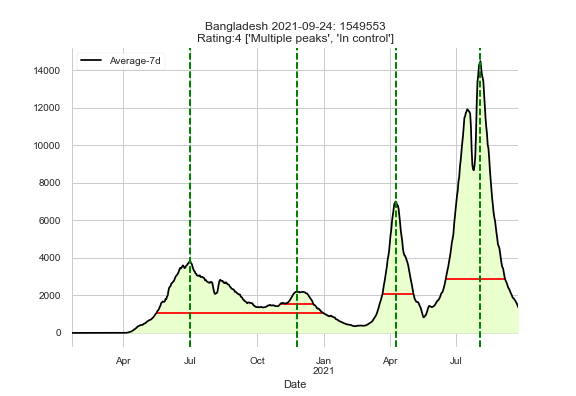 Bangladesh 2021-09-24: 1549553
Rating:4 ['Multiple peaks', 'In control']
Average-7d
14000
12000
10000
8000
6000
4000
2000
0
Apr
Jul
Oct
Jan
2021
Apr
Jul
Date